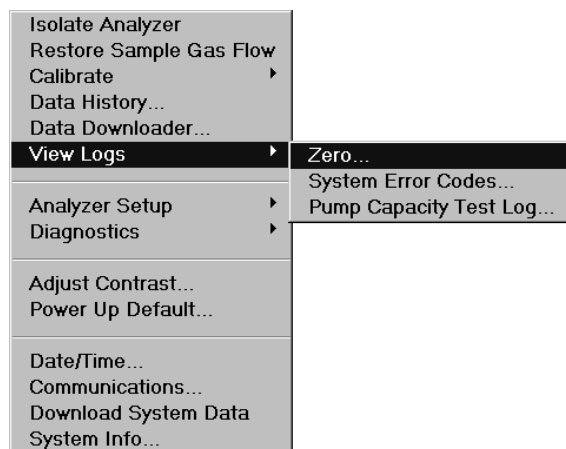 Isolate Analyzer
Restore Sample Gas Flow
Calibrate
Data History...
Data Downloader...
View Logs
Zero...
System Error Codes...
Pump Capacity Test Log...
Analyzer Setup
Diagnostics
Adjust Contrast...
Power Up Default...
Date/Time...
Communications...
Download System Data
System Info...